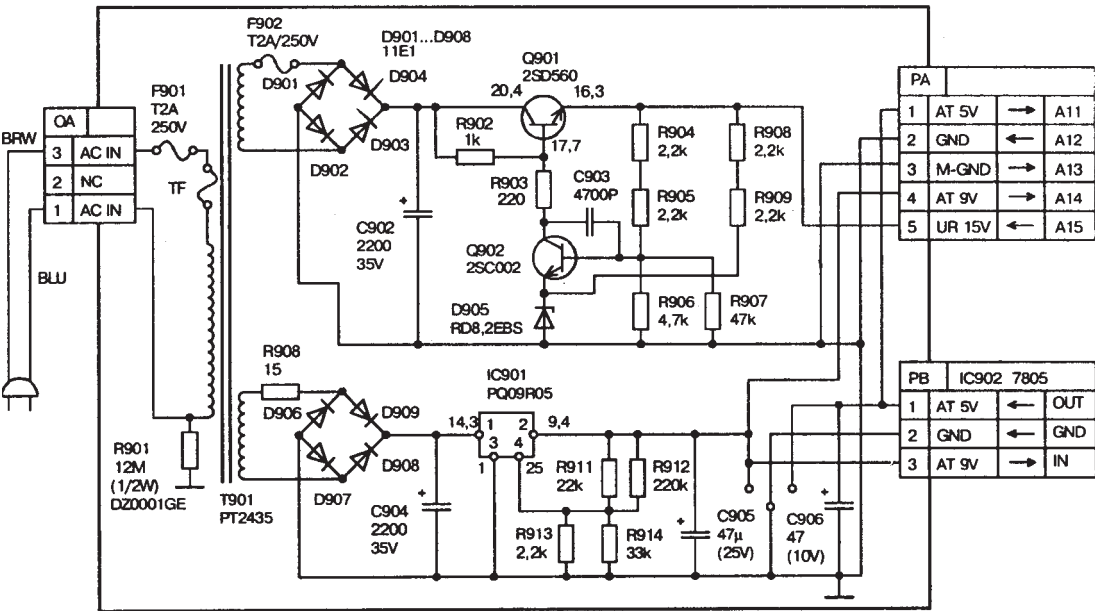 F902
T2A/250V
D901...D908
11E1
D901
D904
D903
D902
Q901
2SD560
20,4
16,3
17,7
R902
1k
R903
220
C903
4700P
R904
2,2k
R908
2,2k
R905
2,2k
R909
2,2k
C902
2200
35V
+
Q902
2SC002
D905
RD8,2EBS
R906
4,7k
R907
47k
F901
T2A
250V
OA
3 AC IN
2 NC
1 AC IN
BRW
BLU
TF
R901
12M
(1/2W)
DZ0001GE
T901
PT2435
R908
15
D906
D909
D908
D907
C904
2200
35V
+
IC901
PQ09R05
14,3
1 2
3 4
9,4
1
25
R911
22k
R912
220k
R913
2,2k
R914
33k
+
C905
47μ
(25V)
C906
47
(10V)
+
PA
1 AT 5V → A11
2 GND ← A12
3 M-GND → A13
4 AT 9V → A14
5 UR 15V ← A15
PB IC902 7805
1 AT 5V ← OUT
2 GND ← GND
3 AT 9V → IN